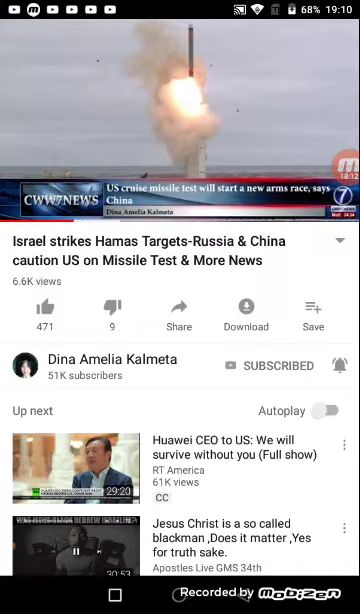 68% 19:10
18:12
CWW7NEWS
US cruise missile test will start a new arms race, says
China
Dina Amelia Kalmeta
7
Israel strikes Hamas Targets-Russia & China
caution US on Missile Test & More News
6.6K views
471
9
Share
Download
Save
Dina Amelia Kalmeta
51K subscribers
SUBSCRIBED
Up next
Autoplay
Huawei CEO to US: We will
survive without you (Full show)
RT America
61K views
CC
29:20
Jesus Christ is a so called
blackman ,Does it matter ,Yes
for truth sake.
Apostles Live GMS 34th
30:53
Recorded by Mobizen